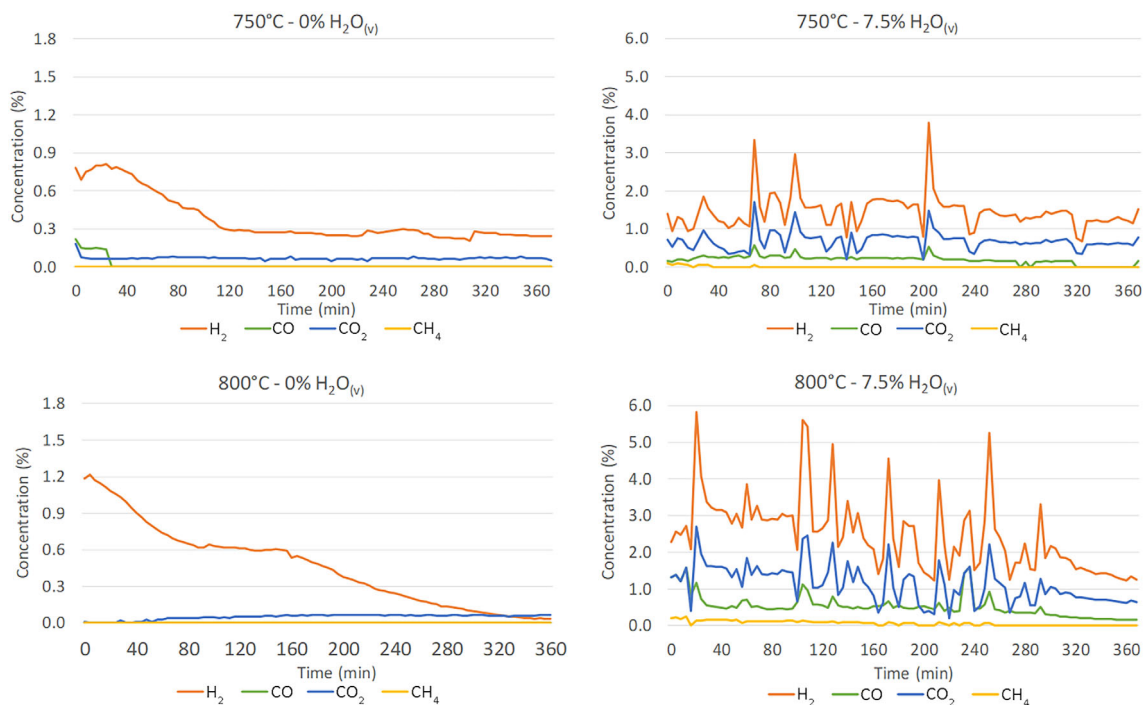 750°C - 0% H₂O₍ᵥ₎
1.8
1.5
1.2
0.9
0.6
0.3
0.0
Concentration (%)
0 40 80 120 160 200 240 280 320 360
Time (min)
H₂ CO CO₂ CH₄
750°C - 7.5% H₂O₍ᵥ₎
6.0
5.0
4.0
3.0
2.0
1.0
0.0
Concentration (%)
0 40 80 120 160 200 240 280 320 360
Time (min)
H₂ CO CO₂ CH₄
800°C - 0% H₂O₍ᵥ₎
1.8
1.5
1.2
0.9
0.6
0.3
0.0
Concentration (%)
0 40 80 120 160 200 240 280 320 360
Time (min)
H₂ CO CO₂ CH₄
800°C - 7.5% H₂O₍ᵥ₎
6.0
5.0
4.0
3.0
2.0
1.0
0.0
Concentration (%)
0 40 80 120 160 200 240 280 320 360
Time (min)
H₂ CO CO₂ CH₄